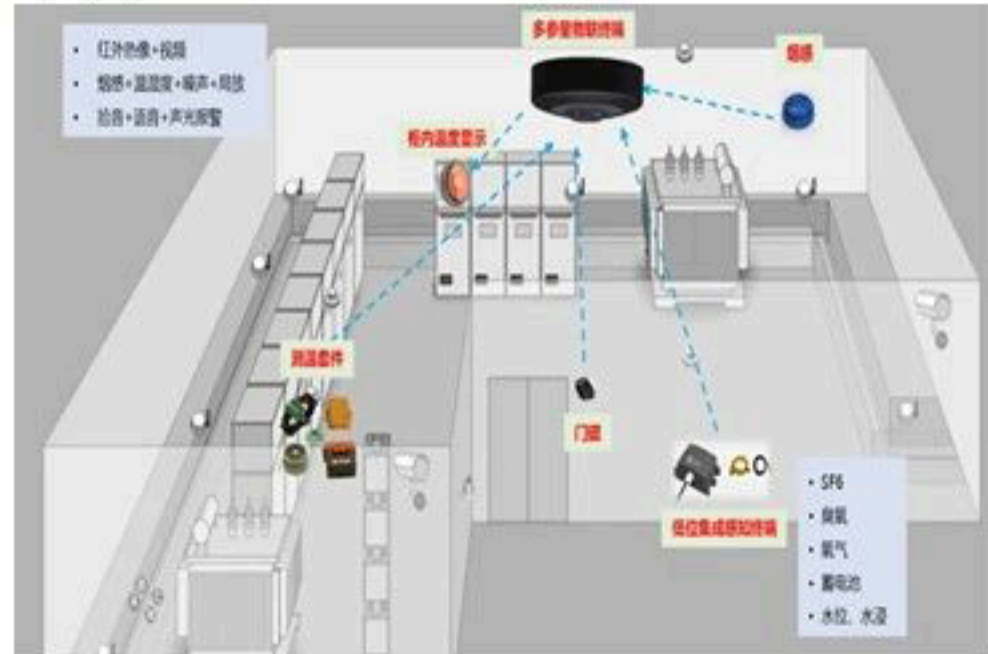 • 红外热像+视频
• 烟感+温湿度+噪声+局放
• 拾音+语音+声光报警
多参量物联终端
烟感
柜内温度显示
测温套件
门磁
低位集成感知终端
• SF6
• 臭氧
• 氧气
• 蓄电池
• 水位、水浸